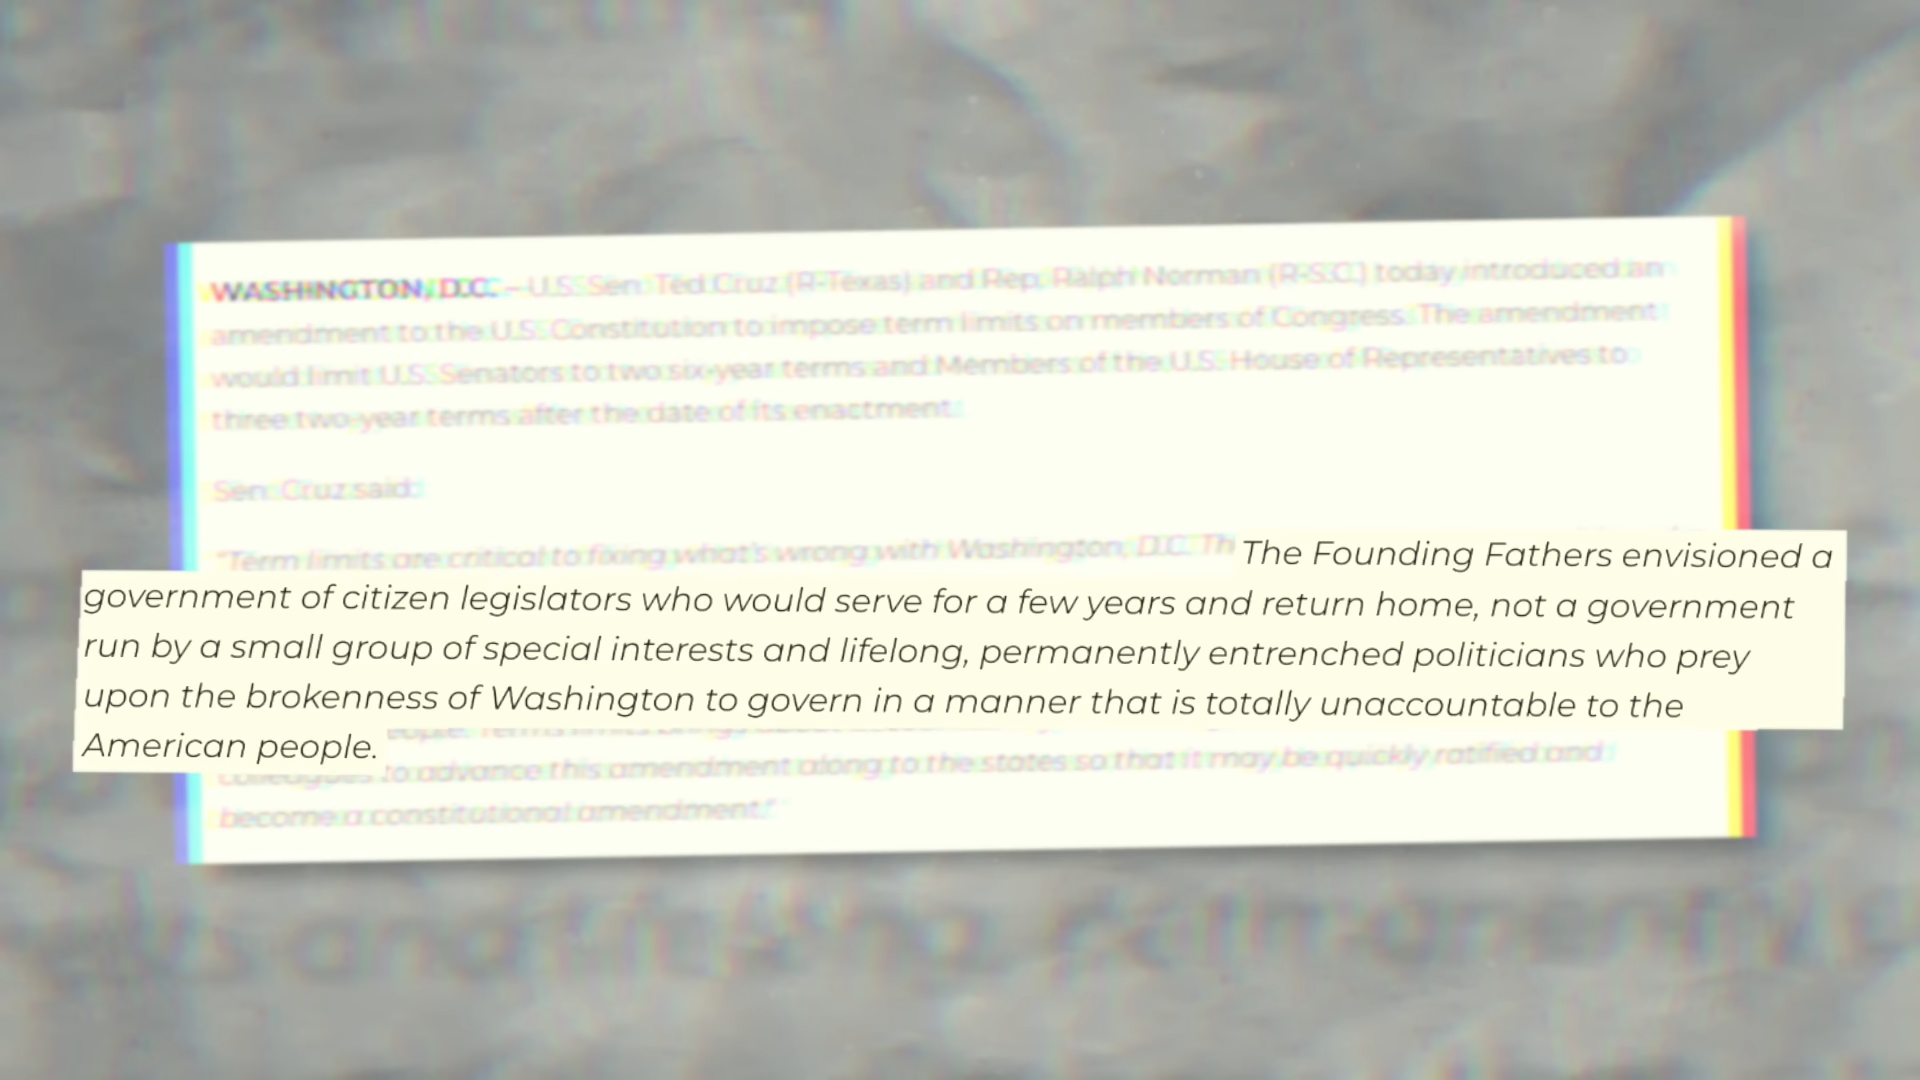 WASHINGTON, D.C. – U.S. Sen. Ted Cruz (R-Texas) and Rep. Ralph Norman (R-S.C.) today introduced an
amendment to the U.S. Constitution to impose term limits on members of Congress. The amendment
would limit U.S. Senators to two six-year terms and Members of the U.S. House of Representatives to
three two-year terms after the date of its enactment.
Sen. Cruz said:
“Term limits are critical to fixing what’s wrong with Washington, D.C. Th The Founding Fathers envisioned a
government of citizen legislators who would serve for a few years and return home, not a government
run by a small group of special interests and lifelong, permanently entrenched politicians who prey
upon the brokenness of Washington to govern in a manner that is totally unaccountable to the
American people.
colleagues to advance this amendment along to the states so that it may be quickly ratified and
become a constitutional amendment.”